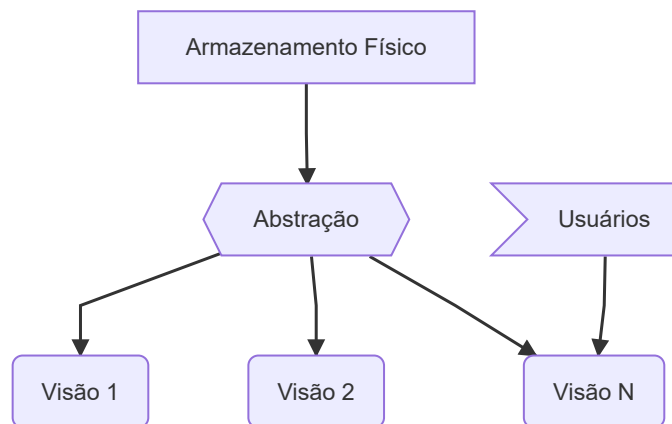 Armazenamento Físico
Abstração
Usuários
Visão 1
Visão 2
Visão N